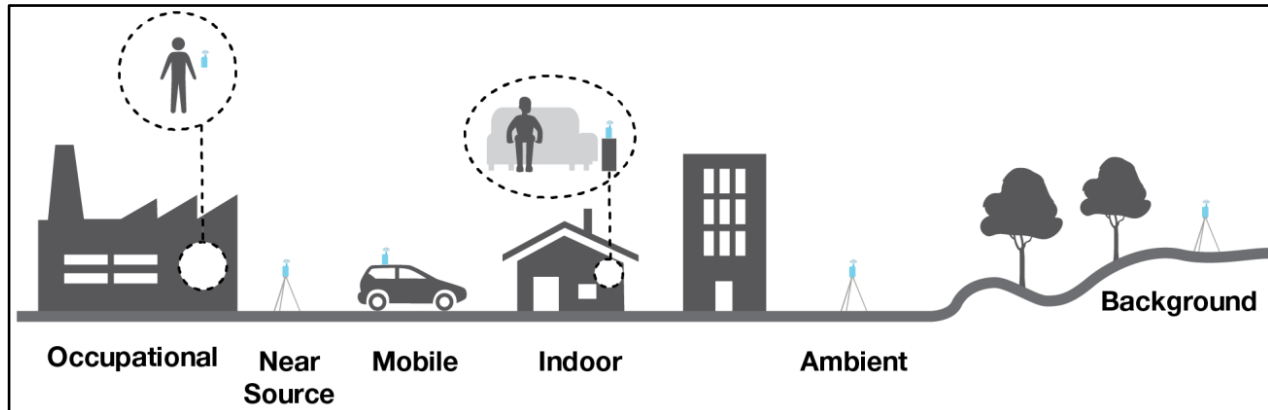 Occupational
Near
Source
Mobile
Indoor
Ambient
Background